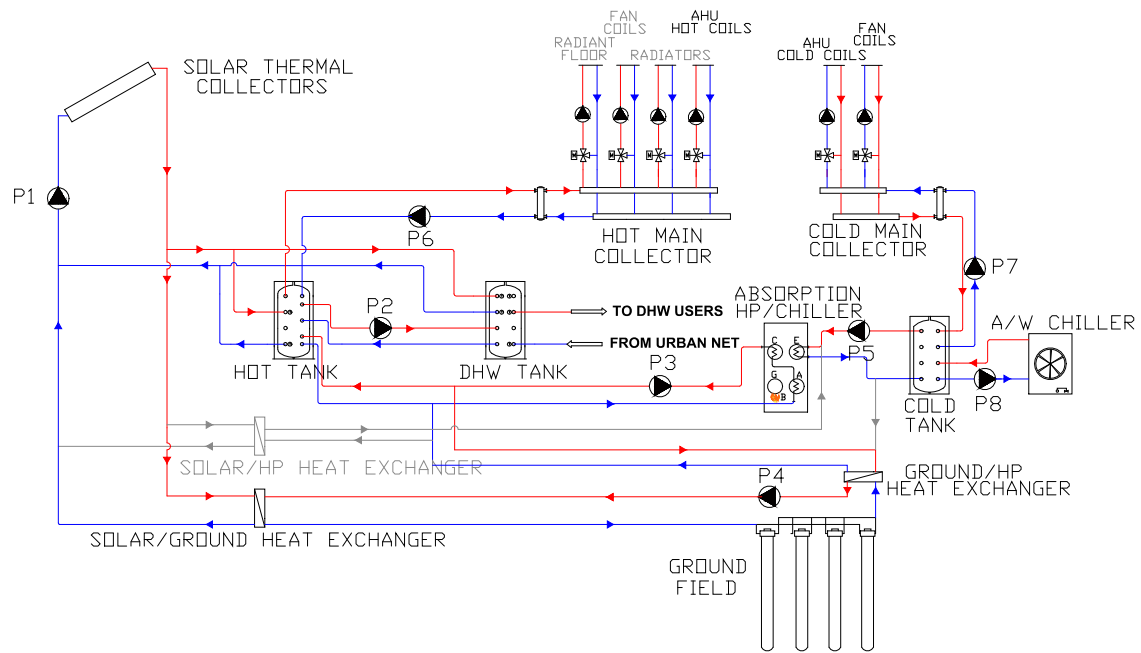 FAN
COILS
RADIANT
FLOOR
RADIATORS
AHU
HOT COILS
AHU
COLD COILS
FAN
COILS
SOLAR THERMAL
COLLECTORS
P1
P6
HOT MAIN
COLLECTOR
COLD MAIN
COLLECTOR
P7
P2
TO DHW USERS
FROM URBAN NET
ABSORPTION
HP/CHILLER
C
E
G
A
B
P5
A/W CHILLER
P3
HOT TANK
DHW TANK
P8
COLD
TANK
SOLAR/HP HEAT EXCHANGER
P4
GROUND/HP
HEAT EXCHANGER
SOLAR/GROUND HEAT EXCHANGER
GROUND
FIELD